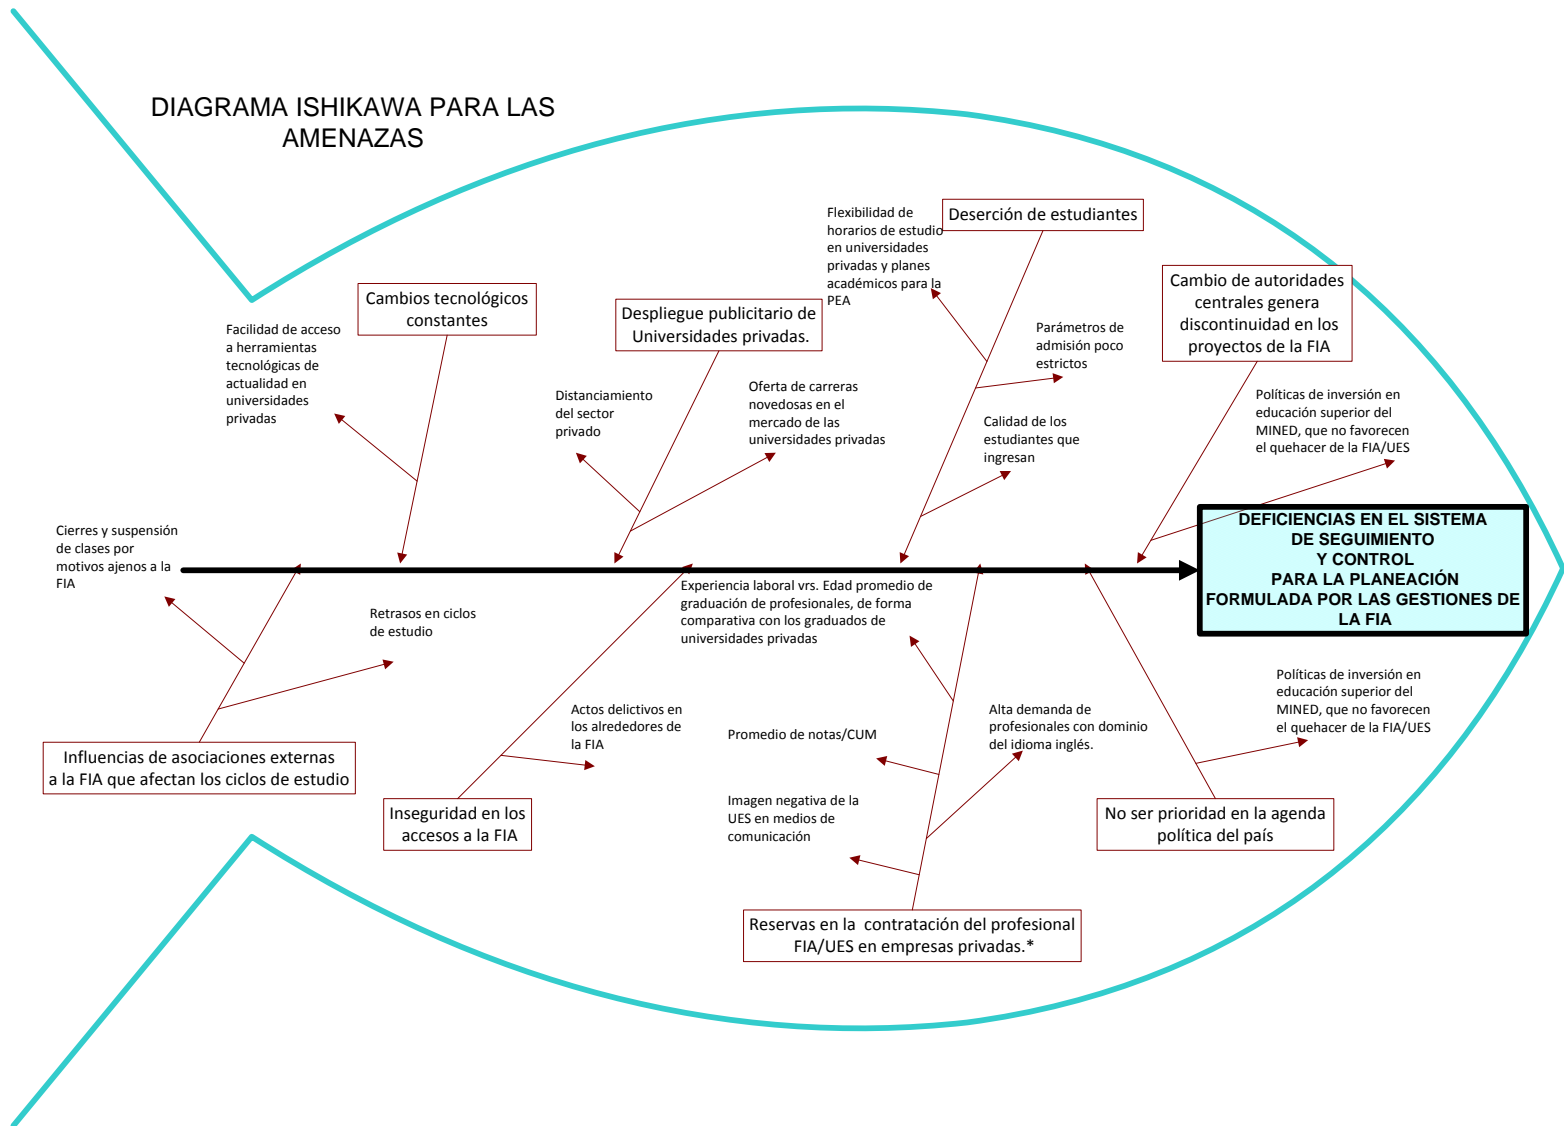 DIAGRAMA ISHIKAWA PARA LAS
AMENAZAS
Flexibilidad de
horarios de estudio
en universidades
privadas y planes
académicos para la
PEA
Deserción de estudiantes
Cambio de autoridades
centrales genera
discontinuidad en los
proyectos de la FIA
Cambios tecnológicos
constantes
Despliegue publicitario de
Universidades privadas.
Facilidad de acceso
a herramientas
tecnológicas de
actualidad en
universidades
privadas
Parámetros de
admisión poco
estrictos
Distanciamiento
del sector
privado
Oferta de carreras
novedosas en el
mercado de las
universidades privadas
Calidad de los
estudiantes que
ingresan
Políticas de inversión en
educación superior del
MINED, que no favorecen
el quehacer de la FIA/UES
Cierres y suspensión
de clases por
motivos ajenos a la
FIA
DEFICIENCIAS EN EL SISTEMA
DE SEGUIMIENTO
Y CONTROL
PARA LA PLANEACIÓN
FORMULADA POR LAS GESTIONES DE
LA FIA
Retrasos en ciclos
de estudio
Experiencia laboral vrs. Edad promedio de
graduación de profesionales, de forma
comparativa con los graduados de
universidades privadas
Actos delictivos en
los alrededores de
la FIA
Promedio de notas/CUM
Alta demanda de
profesionales con dominio
del idioma inglés.
Políticas de inversión en
educación superior del
MINED, que no favorecen
el quehacer de la FIA/UES
Influencias de asociaciones externas
a la FIA que afectan los ciclos de estudio
Inseguridad en los
accesos a la FIA
Imagen negativa de la
UES en medios de
comunicación
No ser prioridad en la agenda
política del país
Reservas en la  contratación del profesional
FIA/UES en empresas privadas.*